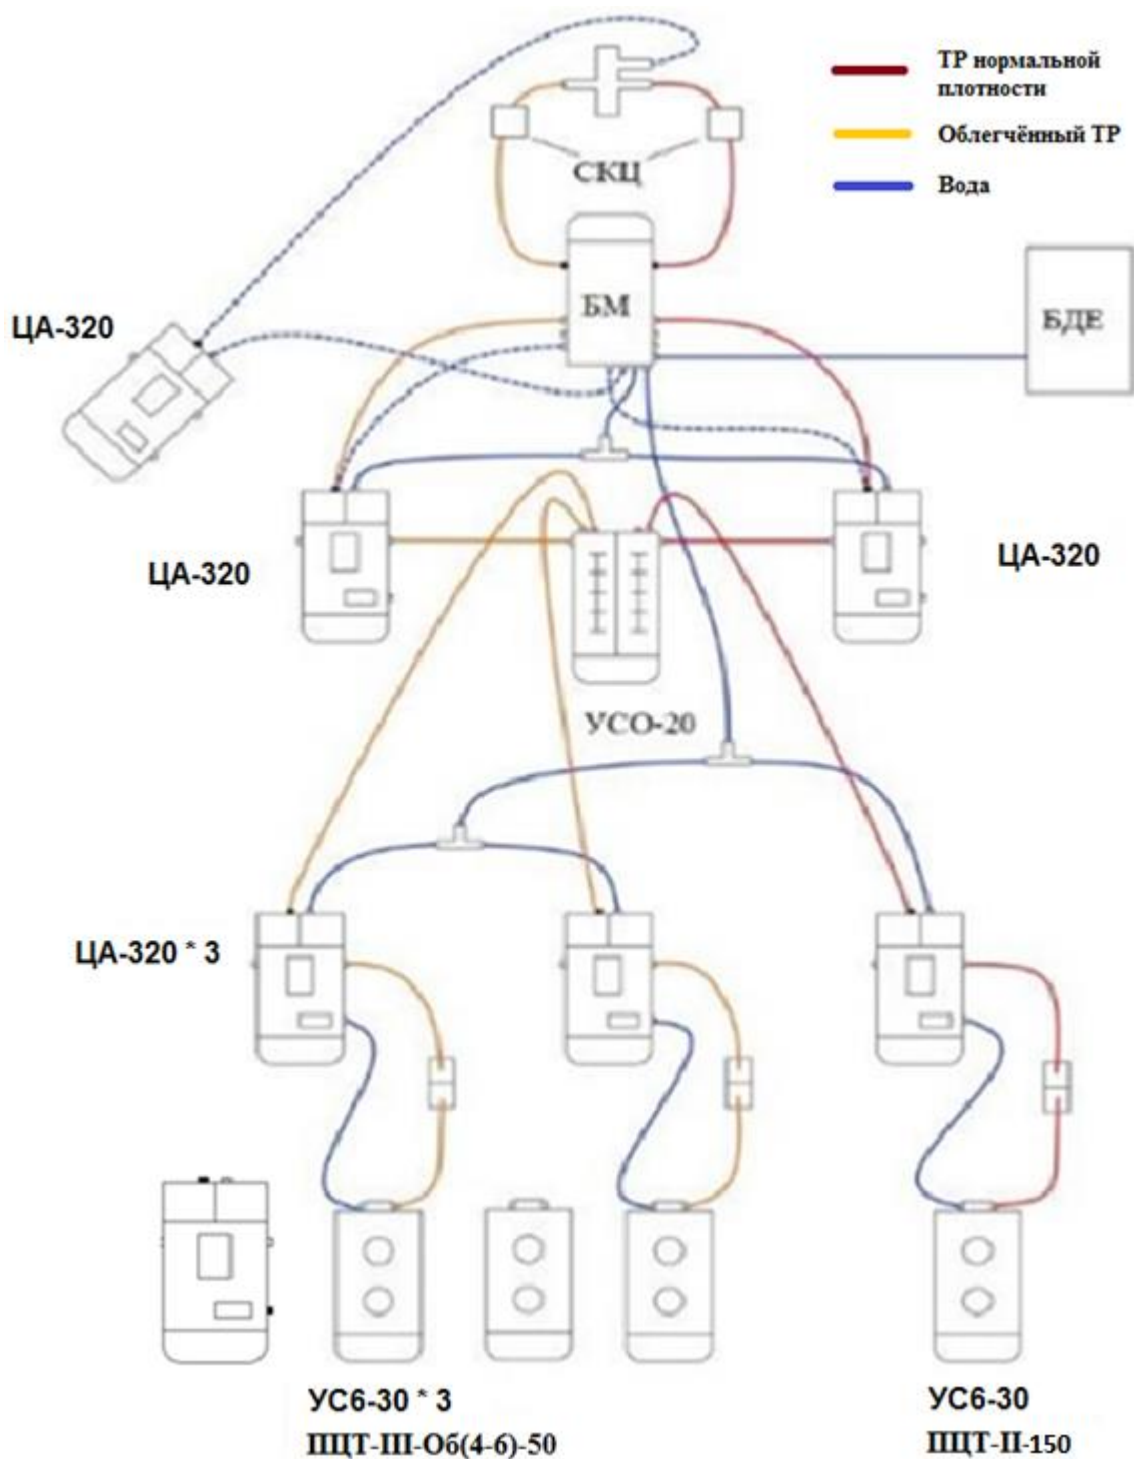 ТР нормальной
плотности
Облегчённый ТР
СКЦ
Вода
БМ
БДЕ
ЦА-320
ЦА-320
ЦА-320
УСО-20
ЦА-320 * 3
УС6-30 * 3
УС6-30
ПЦТ-III-Об(4-6)-50
ПЦТ-II-150